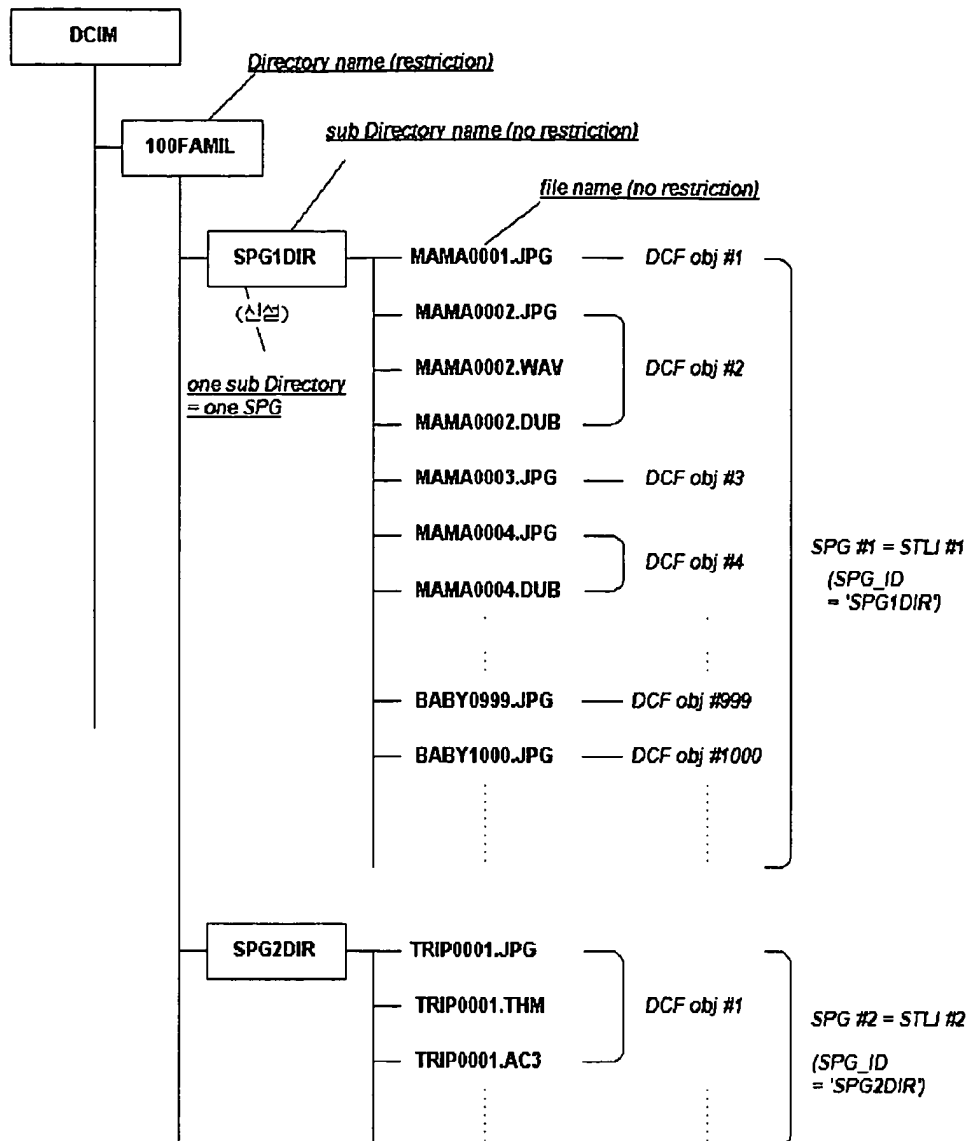 DCIM
Directory name (restriction)
100FAMIL
sub Directory name (no restriction)
file name (no restriction)
SPG1DIR
(신설)
one sub Directory
= one SPG
MAMA0001.JPG
DCF obj #1
MAMA0002.JPG
MAMA0002.WAV
DCF obj #2
MAMA0002.DUB
MAMA0003.JPG
DCF obj #3
MAMA0004.JPG
DCF obj #4
MAMA0004.DUB
SPG #1 = STLI #1
(SPG_ID
= 'SPG1DIR')
BABY0999.JPG
DCF obj #999
BABY1000.JPG
DCF obj #1000
SPG2DIR
TRIP0001.JPG
TRIP0001.THM
DCF obj #1
TRIP0001.AC3
SPG #2 = STLI #2
(SPG_ID
= 'SPG2DIR')